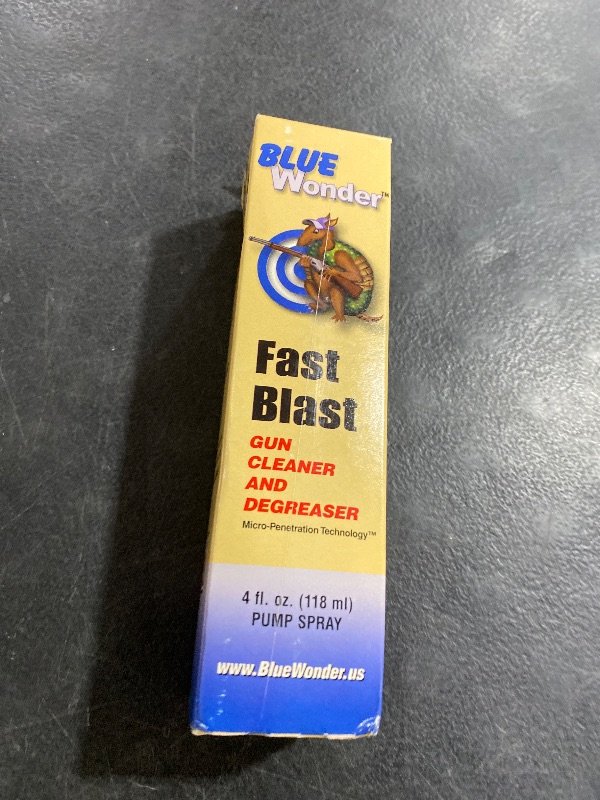 BLUE
Wonder™
Fast
Blast
GUN
CLEANER
AND
DEGREASER
Micro-Penetration Technology™
4 fl. oz. (118 ml)
PUMP SPRAY
www.BlueWonder.us